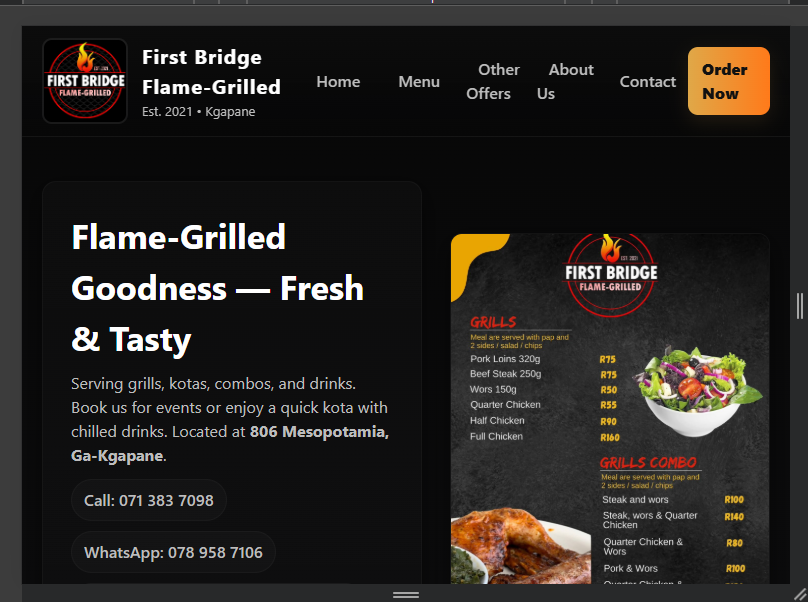 EST. 2021
FIRST BRIDGE
FLAME-GRILLED
First Bridge
Flame-Grilled
Est. 2021 • Kgapane
Home
Menu
Other
Offers
About
Us
Contact
Order
Now
Flame-Grilled
Goodness — Fresh
& Tasty
Serving grills, kotas, combos, and drinks.
Book us for events or enjoy a quick kota with
chilled drinks. Located at 806 Mesopotamia,
Ga-Kgapane.
Call: 071 383 7098
WhatsApp: 078 958 7106
EST. 2021
FIRST BRIDGE
FLAME-GRILLED
GRILLS
Meal are served with pap and
2 sides / salad / chips
Pork Loins 320g R75
Beef Steak 250g R75
Wors 150g R50
Quarter Chicken R55
Half Chicken R90
Full Chicken R160
GRILLS COMBO
Meal are served with pap and
2 sides / salad / chips
Steak and wors R100
Steak, wors & Quarter R140
Chicken
Quarter Chicken & R80
Wors
Pork & Wors R100
Quarter Chicken &